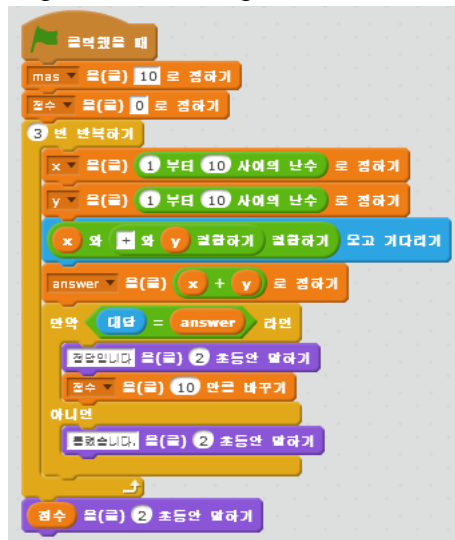 클릭했을 때
mas 을(를) 10 로 정하기
점수 을(를) 0 로 정하기
3 번 반복하기
x 을(를) 1 부터 10 사이의 난수 로 정하기
y 을(를) 1 부터 10 사이의 난수 로 정하기
x 와 + 와 y 결합하기 결합하기 묻고 기다리기
answer 을(를) x + y 로 정하기
만약 대답 = answer 라면
정답입니다 을(를) 2 초동안 말하기
점수 을(를) 10 만큼 바꾸기
아니면
틀렸습니다. 을(를) 2 초동안 말하기
점수 을(를) 2 초동안 말하기